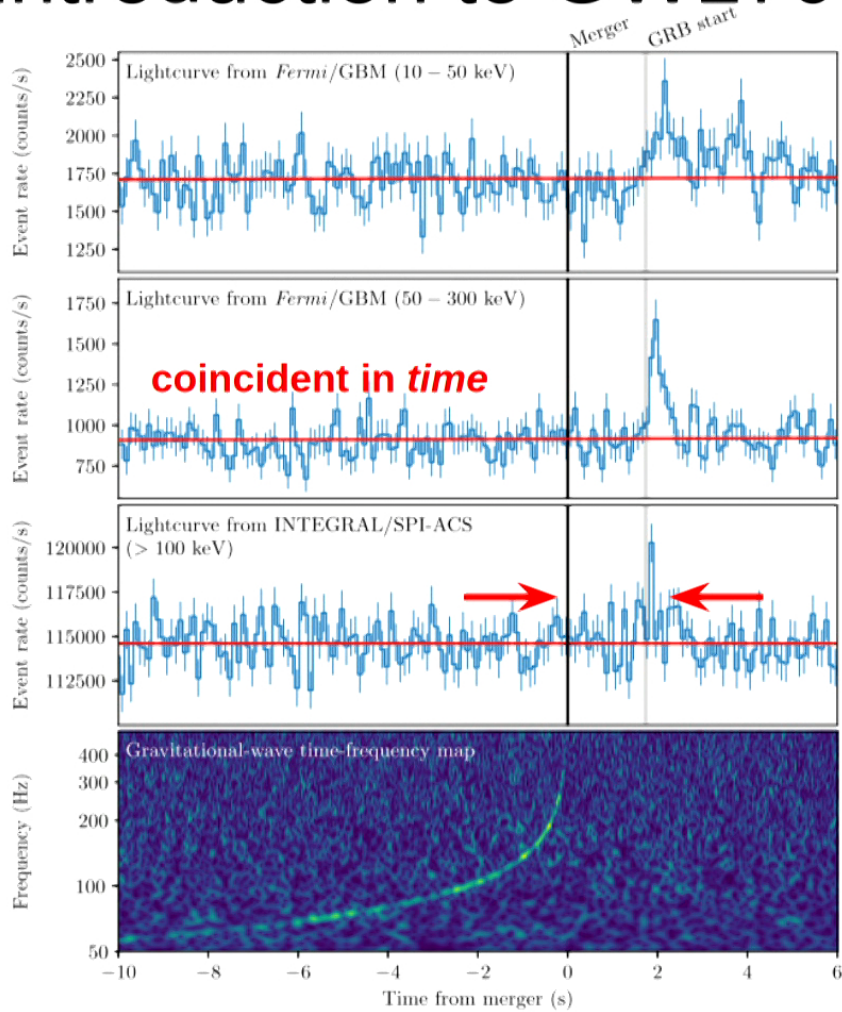 Merger
GRB start
Lightcurve from Fermi/GBM (10 – 50 keV)
Event rate (counts/s)
2500
2250
2000
1750
1500
1250
Lightcurve from Fermi/GBM (50 – 300 keV)
coincident in time
Event rate (counts/s)
1750
1500
1250
1000
750
Lightcurve from INTEGRAL/SPI-ACS
(> 100 keV)
Event rate (counts/s)
120000
117500
115000
112500
Gravitational-wave time-frequency map
Frequency (Hz)
400
300
200
100
50
−10 −8 −6 −4 −2 0 2 4 6
Time from merger (s)